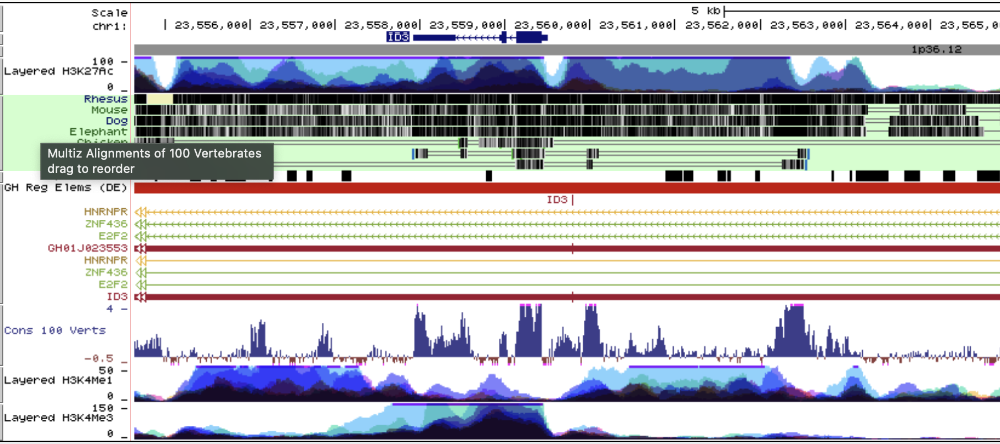 Scale
5 kb
chr1:
23,556,000 23,557,000 23,558,000 23,559,000 23,560,000 23,561,000 23,562,000 23,563,000 23,564,000 23,565,0
ID3
1p36.12
100
Layered H3K27Ac
0
Rhesus
Mouse
Dog
Elephant
Chicken
Multiz Alignments of 100 Vertebrates
drag to reorder
GH Reg Elems (DE)
ID3
HNRNPR
ZNF436
E2F2
GH01J023553
HNRNPR
ZNF436
E2F2
ID3
4
Cons 100 Verts
-0.5
50
Layered H3K4Me1
0
150
Layered H3K4Me3
0